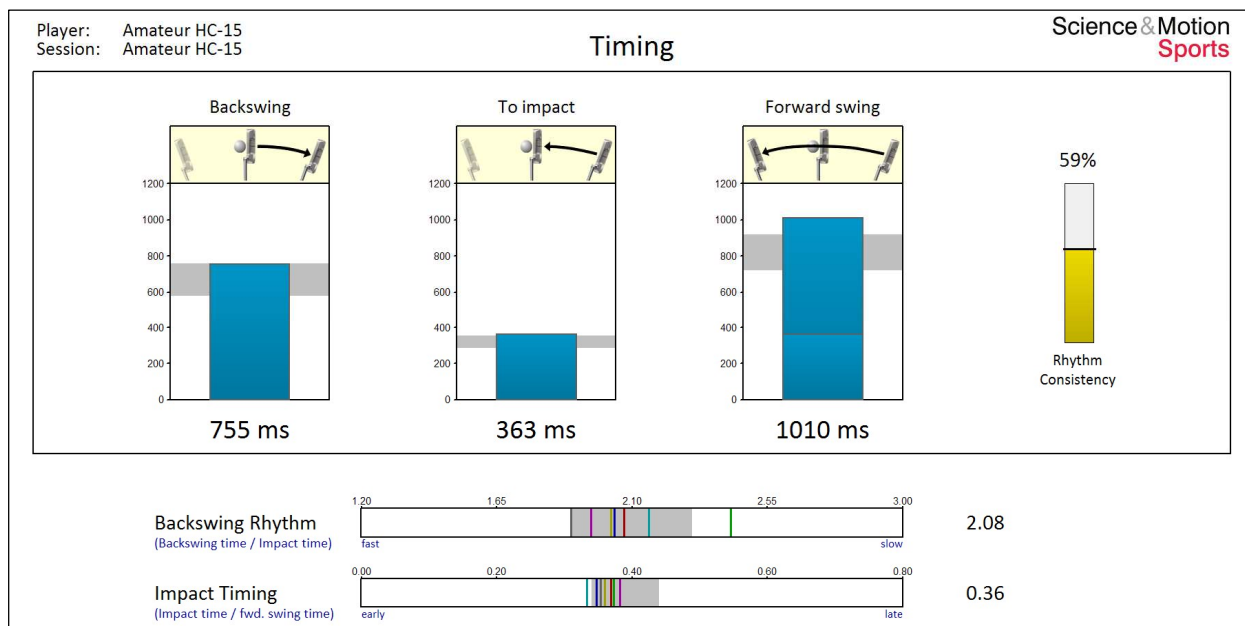 Player: Amateur HC-15
Session: Amateur HC-15
Timing
Science&Motion
Sports
Backswing To impact Forward swing
1200 1200 1200
1000 1000 1000
800 800 800
600 600 600
400 400 400
200 200 200
0 0 0
59%
Rhythm
Consistency
755 ms 363 ms 1010 ms
1.20 1.65 2.10 2.55 3.00
Backswing Rhythm 2.08
(Backswing time / Impact time) fast slow
0.00 0.20 0.40 0.60 0.80
Impact Timing 0.36
(Impact time / fwd. swing time) early late